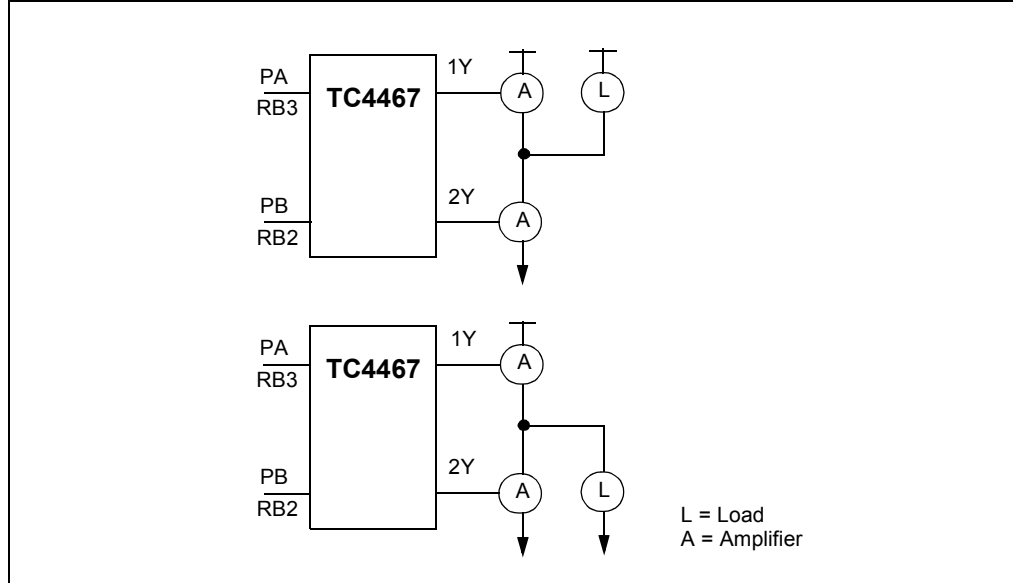 PA
RB3
TC4467
1Y
A
L
PB
RB2
2Y
A
PA
RB3
TC4467
1Y
A
PB
RB2
2Y
A
L
L = Load
A = Amplifier